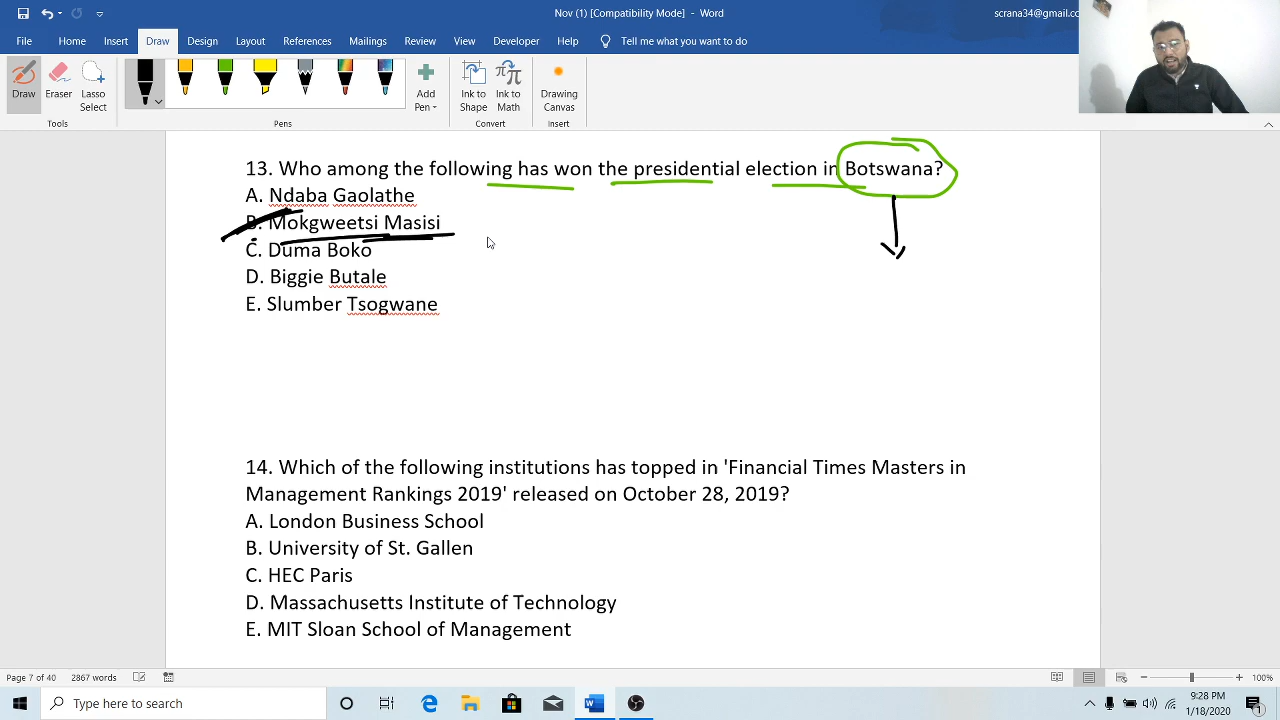 Nov (1) [Compatibility Mode] - Word
scrana34@gmail.co
File Home Insert Draw Design Layout References Mailings Review View Developer Help Tell me what you want to do
Draw Eraser Lasso Select Add Pen Ink to Shape Ink to Math Drawing Canvas
Tools Pens Convert Insert
13. Who among the following has won the presidential election in Botswana?
A. Ndaba Gaolathe
B. Mokgweetsi Masisi
C. Duma Boko
D. Biggie Butale
E. Slumber Tsogwane
14. Which of the following institutions has topped in 'Financial Times Masters in
Management Rankings 2019' released on October 28, 2019?
A. London Business School
B. University of St. Gallen
C. HEC Paris
D. Massachusetts Institute of Technology
E. MIT Sloan School of Management
Page 7 of 40 2867 words 100%
Type here to search
9:28 PM
1/18/2020